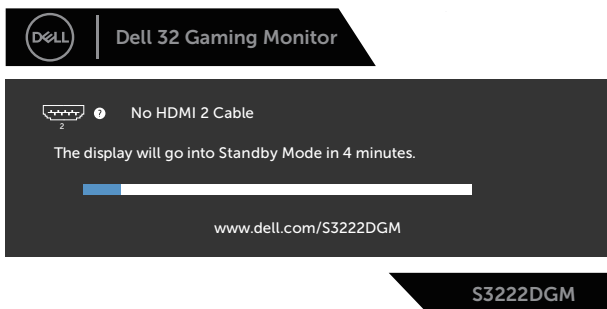 DELL
Dell 32 Gaming Monitor
? No HDMI 2 Cable
2
The display will go into Standby Mode in 4 minutes.
www.dell.com/S3222DGM
S3222DGM